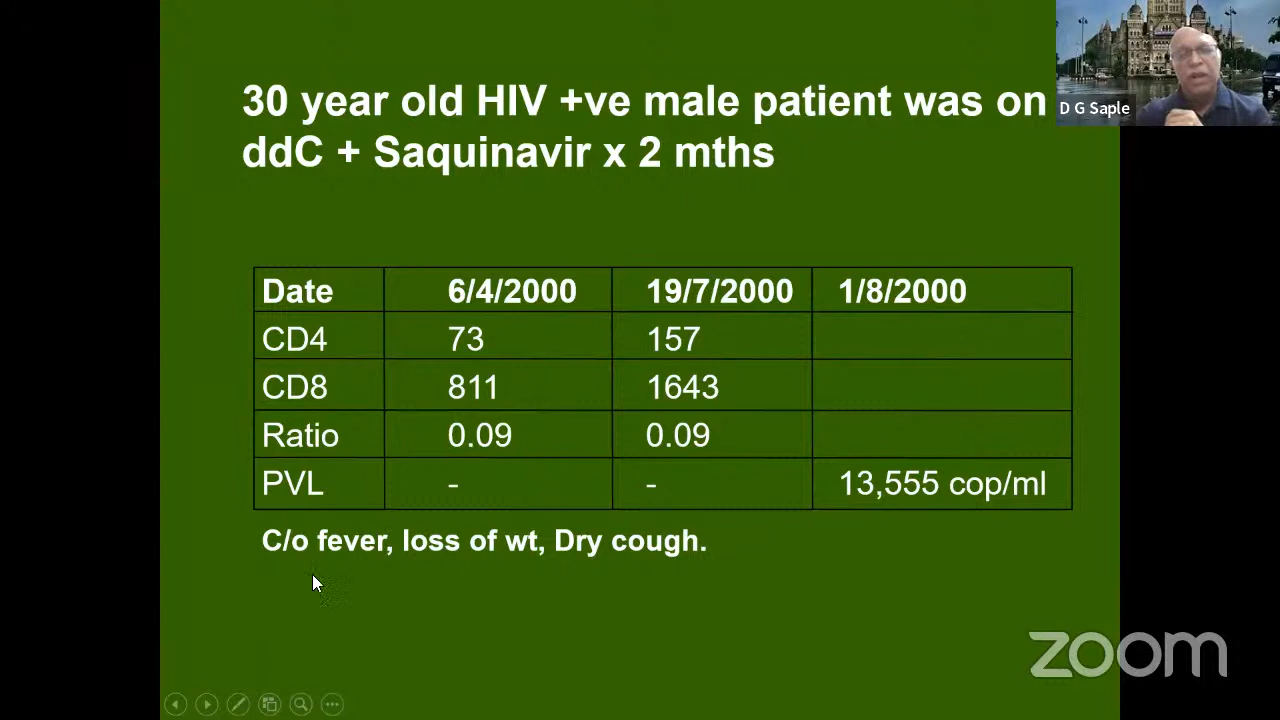 30 year old HIV +ve male patient was on
ddC + Saquinavir x 2 mths
D G Saple
Date 6/4/2000 19/7/2000 1/8/2000
CD4 73 157
CD8 811 1643
Ratio 0.09 0.09
PVL - - 13,555 cop/ml
C/o fever, loss of wt, Dry cough.
zoom